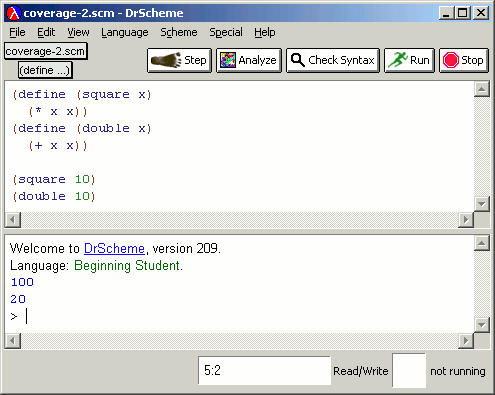 coverage-2.scm - DrScheme
File Edit View Language Scheme Special Help
coverage-2.scm
(define ...)
Step Analyze Check Syntax Run Stop
(define (square x)
  (* x x))
(define (double x)
  (+ x x))

(square 10)
(double 10)
Welcome to DrScheme, version 209.
Language: Beginning Student.
100
20
>
5:2 Read/Write not running